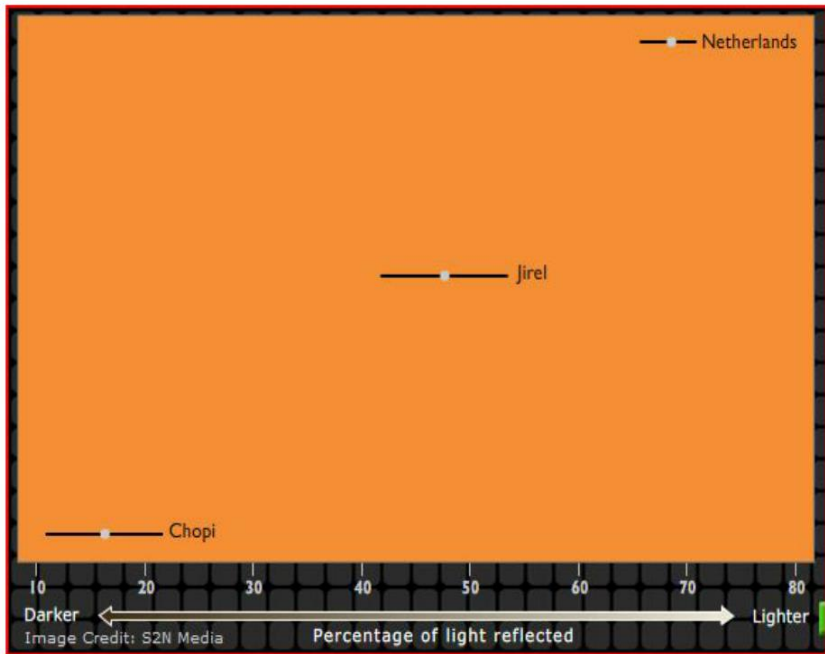 Netherlands
Jirel
Chopi
10 20 30 40 50 60 70 80
Darker Lighter
Image Credit: S2N Media Percentage of light reflected